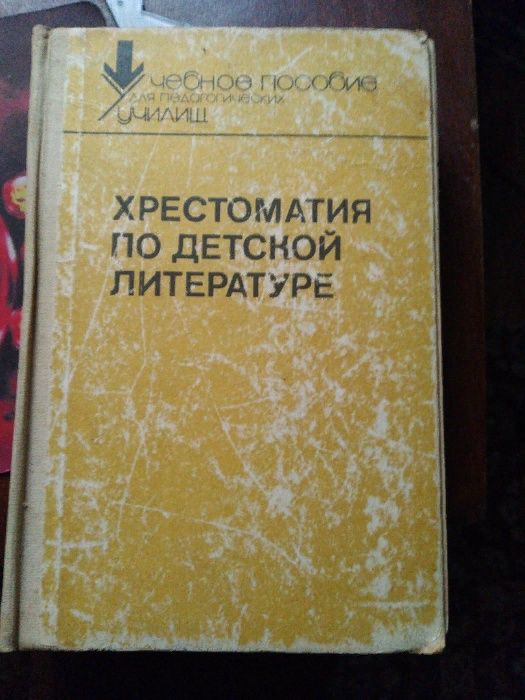 Учебное пособие
для педагогических
училищ
ХРЕСТОМАТИЯ
ПО ДЕТСКОЙ
ЛИТЕРАТУРЕ